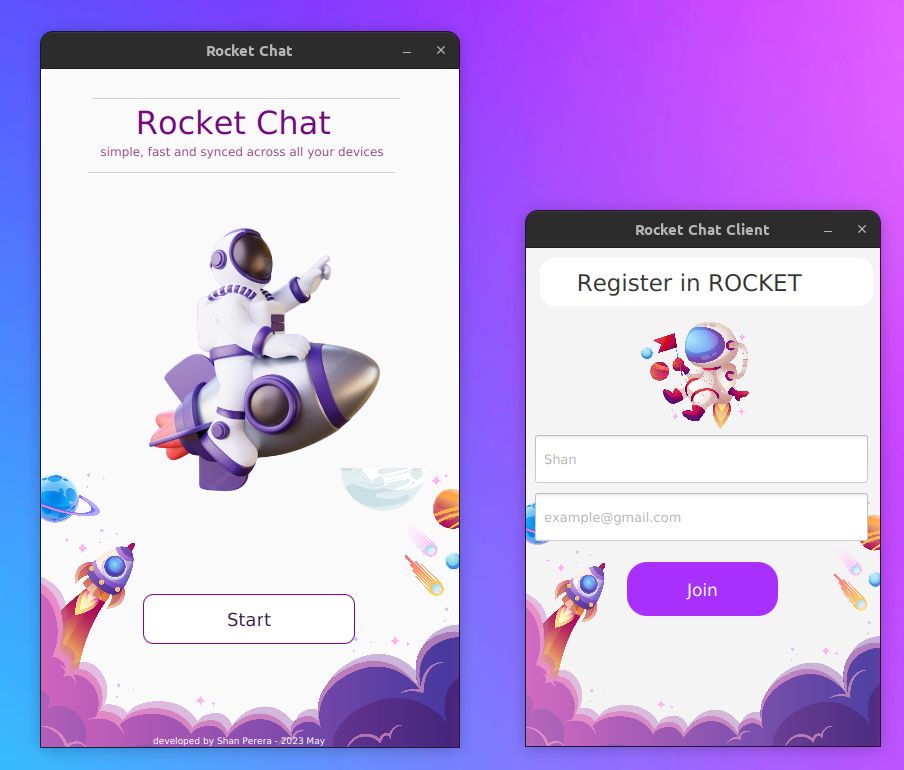 Rocket Chat
Rocket Chat
simple, fast and synced across all your devices
Start
developed by Shan Perera - 2023 May
Rocket Chat Client
Register in ROCKET
Shan
example@gmail.com
Join